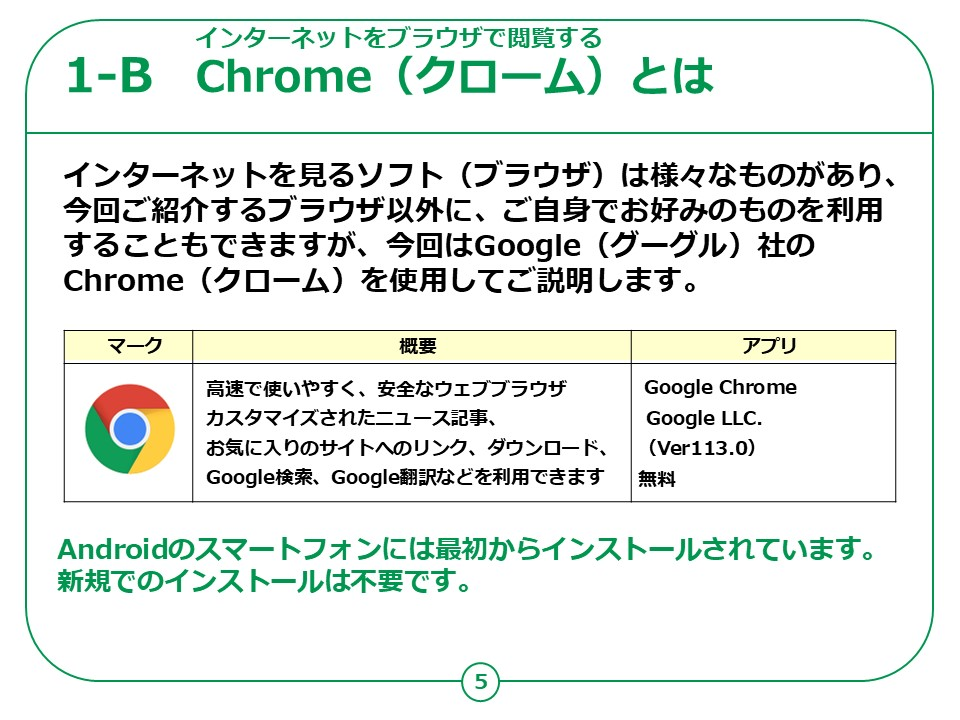 インターネットをブラウザで閲覧する
1-B Chrome（クローム）とは
インターネットを見るソフト（ブラウザ）は様々なものがあり、
今回ご紹介するブラウザ以外に、ご自身でお好みのものを利用
することもできますが、今回はGoogle（グーグル）社の
Chrome（クローム）を使用してご説明します。
マーク 概要 アプリ
高速で使いやすく、安全なウェブブラウザ
カスタマイズされたニュース記事、
お気に入りのサイトへのリンク、ダウンロード、
Google検索、Google翻訳などを利用できます
Google Chrome
Google LLC.
（Ver113.0）
無料
Androidのスマートフォンには最初からインストールされています。
新規でのインストールは不要です。
5